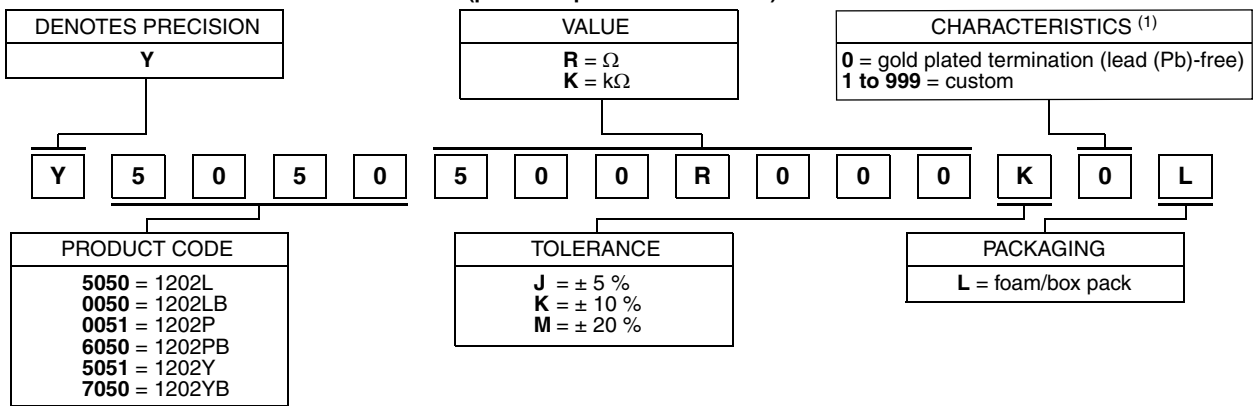 DENOTES PRECISION
Y
VALUE
R = Ω
K = kΩ
CHARACTERISTICS (1)
0 = gold plated termination (lead (Pb)-free)
1 to 999 = custom
Y 5 0 5 0 5 0 0 R 0 0 0 K 0 L
PRODUCT CODE
5050 = 1202L
0050 = 1202LB
0051 = 1202P
6050 = 1202PB
5051 = 1202Y
7050 = 1202YB
TOLERANCE
J = ± 5 %
K = ± 10 %
M = ± 20 %
PACKAGING
L = foam/box pack